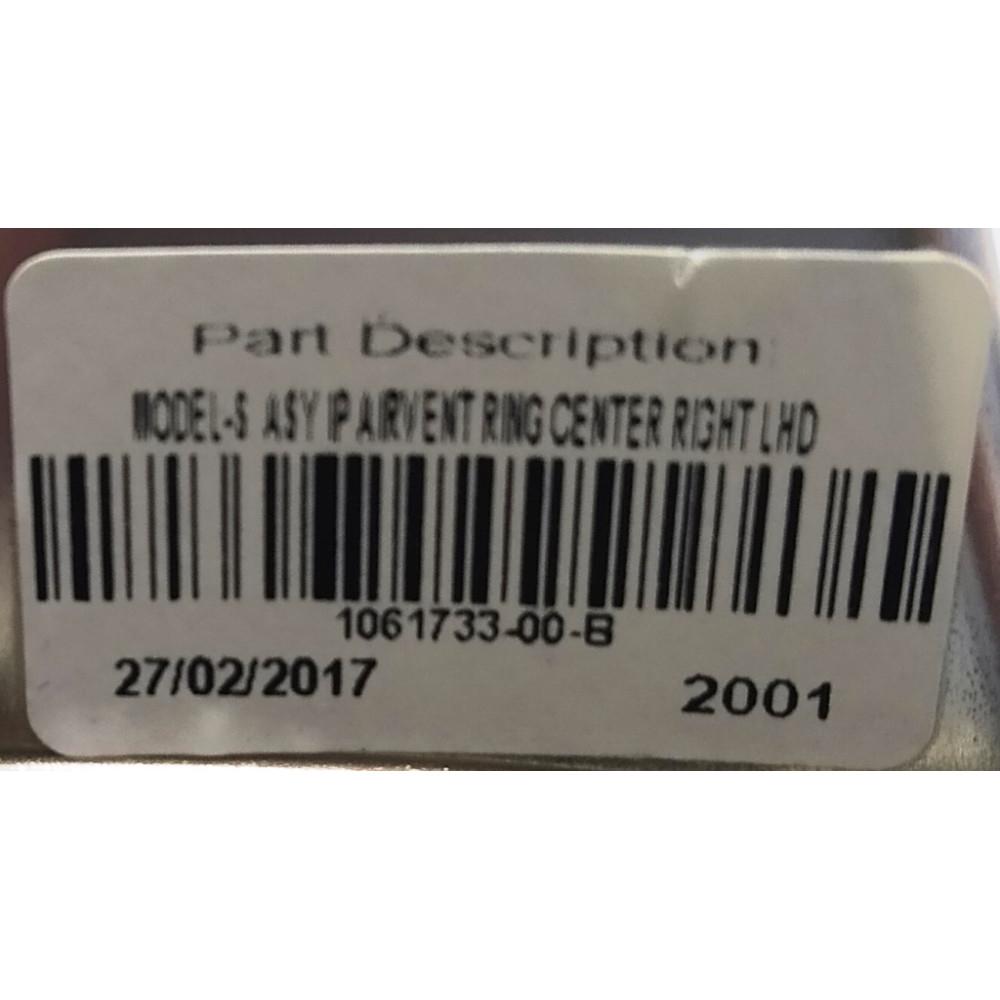 Part Description
MODEL-S ASY IP AIRVENT RING CENTER RIGHT LHD
1061733-00-B
27/02/2017 2001